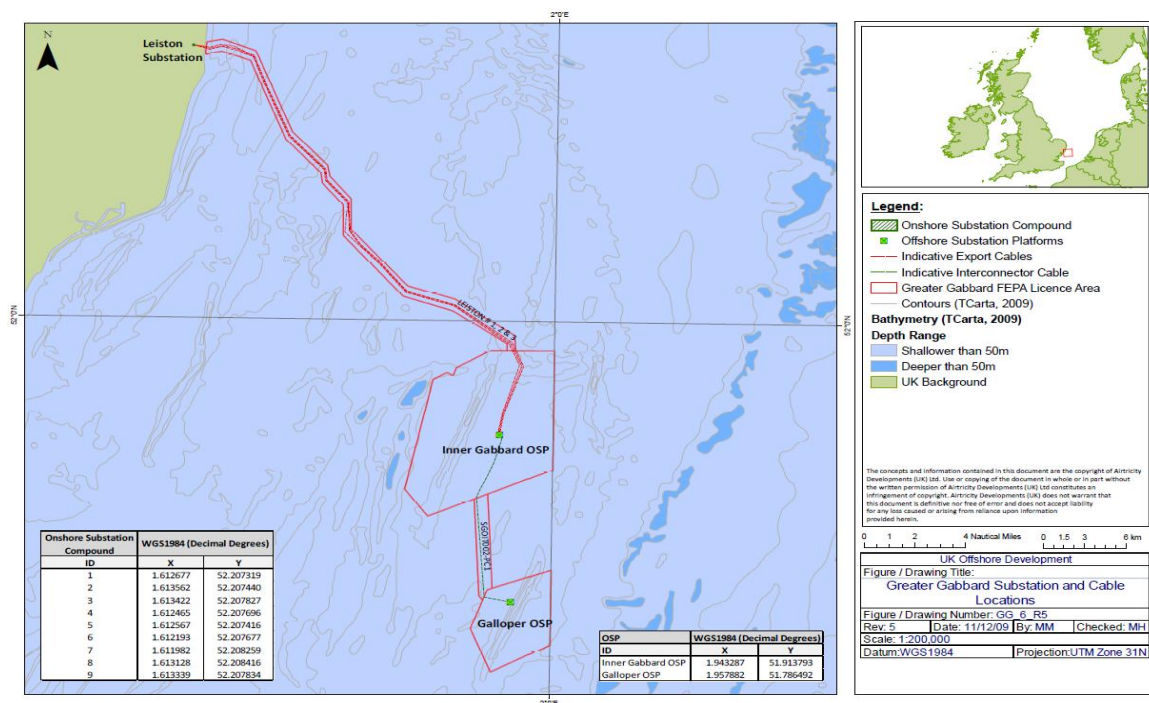 2°0'E
Leiston
Substation
N
52°0'N
52°0'N
LEISTON # 1, 2 & 3
Inner Gabbard OSP
Galloper OSP
2°0'E
Onshore Substation Compound WGS1984 (Decimal Degrees)
ID X Y
1 1.612677 52.207319
2 1.613562 52.207440
3 1.613422 52.207827
4 1.612465 52.207696
5 1.612567 52.207416
6 1.612193 52.207677
7 1.611982 52.208259
8 1.613128 52.208416
9 1.613339 52.207834
OSP WGS1984 (Decimal Degrees)
ID X Y
Inner Gabbard OSP 1.943287 51.913793
Galloper OSP 1.957882 51.786492
Legend:
Onshore Substation Compound
Offshore Substation Platforms
Indicative Export Cables
Indicative Interconnector Cable
Greater Gabbard FEPA Licence Area
Contours (TCarta, 2009)
Bathymetry (TCarta, 2009)
Depth Range
Shallower than 50m
Deeper than 50m
UK Background
The concepts and information contained in this document are the copyright of Airtricity
Developments (UK) Ltd. Use or copying of the document in whole or in part without
the written permission of Airtricity Developments (UK) Ltd constitutes an
infringement of copyright. Airtricity Developments (UK) does not warrant that
this document is definitive nor free of error and does not accept liability
for any loss caused or arising from reliance upon information
provided herein.
0 1 2 4 Nautical Miles 0 1.5 3 6 km
UK Offshore Development
Figure / Drawing Title:
Greater Gabbard Substation and Cable
Locations
Figure / Drawing Number: GG_6_R5
Rev: 5 Date: 11/12/09 By: MM Checked: MH
Scale: 1:200,000
Datum:WGS1984 Projection:UTM Zone 31N